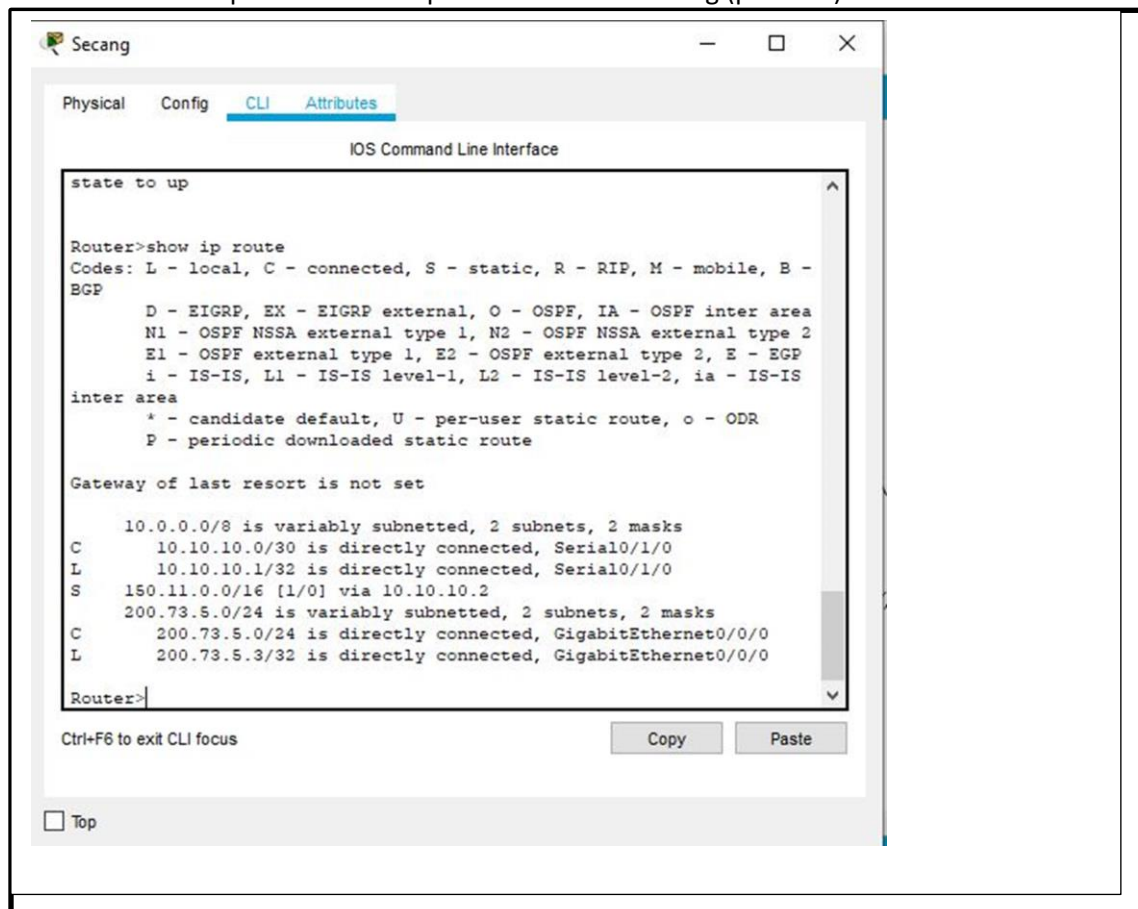 Secang
Physical Config CLI Attributes
IOS Command Line Interface
state to up
Router>show ip route
Codes: L - local, C - connected, S - static, R - RIP, M - mobile, B -
BGP
D - EIGRP, EX - EIGRP external, O - OSPF, IA - OSPF inter area
N1 - OSPF NSSA external type 1, N2 - OSPF NSSA external type 2
E1 - OSPF external type 1, E2 - OSPF external type 2, E - EGP
i - IS-IS, L1 - IS-IS level-1, L2 - IS-IS level-2, ia - IS-IS
inter area
* - candidate default, U - per-user static route, o - ODR
P - periodic downloaded static route
Gateway of last resort is not set
10.0.0.0/8 is variably subnetted, 2 subnets, 2 masks
C 10.10.10.0/30 is directly connected, Serial0/1/0
L 10.10.10.1/32 is directly connected, Serial0/1/0
S 150.11.0.0/16 [1/0] via 10.10.10.2
200.73.5.0/24 is variably subnetted, 2 subnets, 2 masks
C 200.73.5.0/24 is directly connected, GigabitEthernet0/0/0
L 200.73.5.3/32 is directly connected, GigabitEthernet0/0/0
Router>
Ctrl+F6 to exit CLI focus
Copy Paste
Top